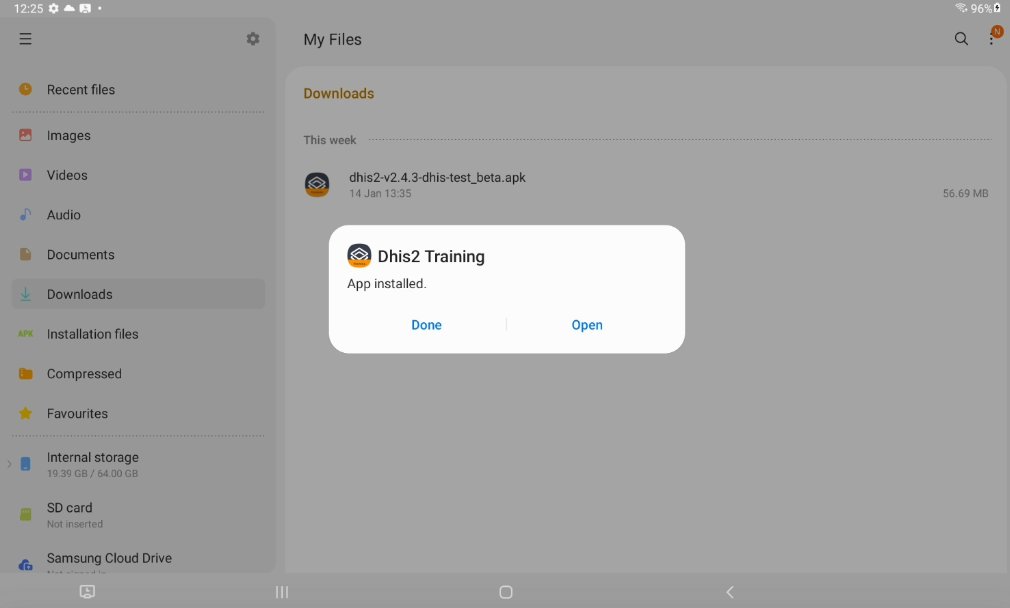 12:25
96%
My Files
N
Recent files
Images
Videos
Audio
Documents
Downloads
APK Installation files
Compressed
Favourites
Internal storage
19.39 GB / 64.00 GB
SD card
Not inserted
Samsung Cloud Drive
Downloads
This week
dhis2-v2.4.3-dhis-test_beta.apk
14 Jan 13:35
56.69 MB
Dhis2 Training
App installed.
Done
Open